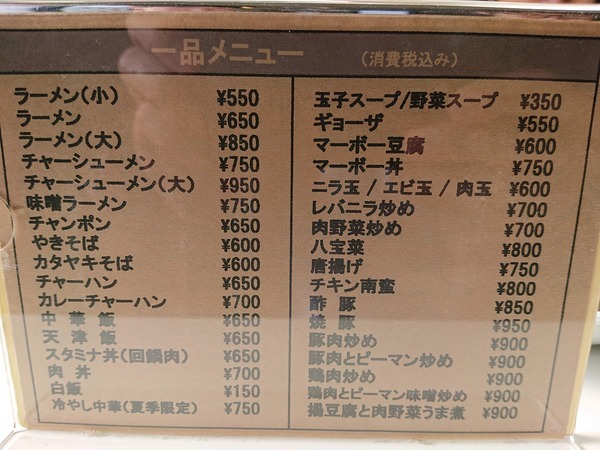 一品メニュー (消費税込み)
ラーメン(小) ¥550
ラーメン ¥650
ラーメン(大) ¥850
チャーシューメン ¥750
チャーシューメン(大) ¥950
味噌ラーメン ¥750
チャンポン ¥650
やきそば ¥600
カタヤキそば ¥600
チャーハン ¥650
カレーチャーハン ¥700
中華飯 ¥650
天津飯 ¥650
スタミナ丼(回鍋肉) ¥650
肉丼 ¥700
白飯 ¥150
冷やし中華(夏季限定) ¥750
玉子スープ/野菜スープ ¥350
ギョーザ ¥550
マーボー豆腐 ¥600
マーボー丼 ¥750
ニラ玉 / エビ玉 / 肉玉 ¥600
レバニラ炒め ¥700
肉野菜炒め ¥700
八宝菜 ¥800
唐揚げ ¥750
チキン南蛮 ¥800
酢豚 ¥850
焼豚 ¥950
豚肉炒め ¥900
豚肉とピーマン炒め ¥900
鶏肉炒め ¥900
鶏肉とピーマン味噌炒め ¥900
揚豆腐と肉野菜うま煮 ¥900